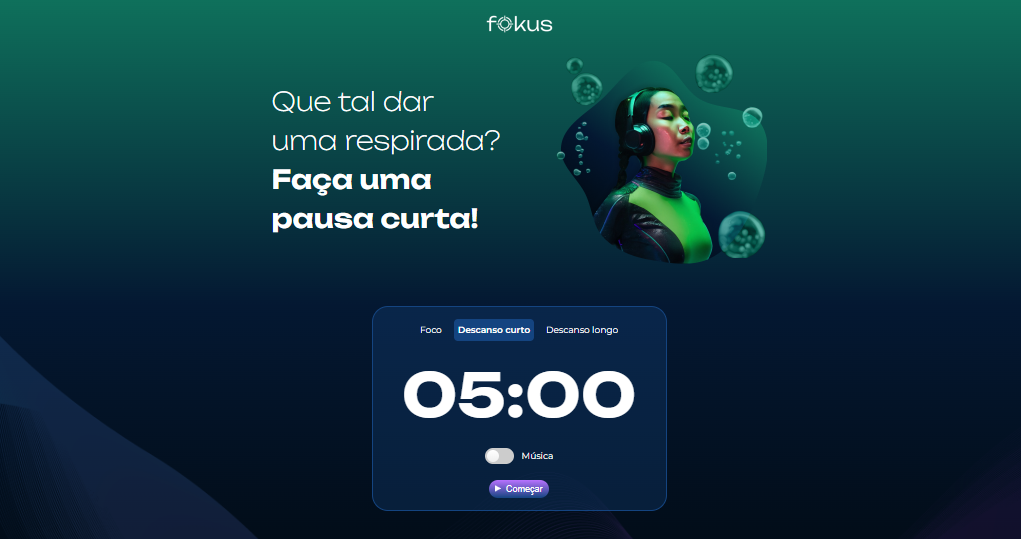 fokus
Que tal dar
uma respirada?
Faça uma
pausa curta!
Foco Descanso curto Descanso longo
05:00
Música
Começar